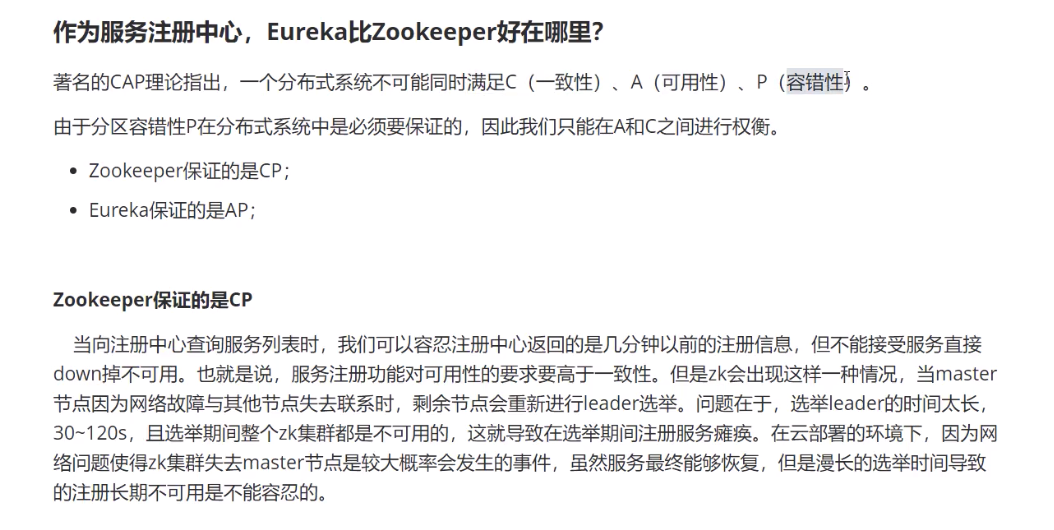 作为服务注册中心，Eureka比Zookeeper好在哪里？
著名的CAP理论指出，一个分布式系统不可能同时满足C（一致性）、A（可用性）、P（容错性）。
由于分区容错性P在分布式系统中是必须要保证的，因此我们只能在A和C之间进行权衡。
• Zookeeper保证的是CP；
• Eureka保证的是AP；
Zookeeper保证的是CP
当向注册中心查询服务列表时，我们可以容忍注册中心返回的是几分钟以前的注册信息，但不能接受服务直接
down掉不可用。也就是说，服务注册功能对可用性的要求要高于一致性。但是zk会出现这样一种情况，当master
节点因为网络故障与其他节点失去联系时，剩余节点会重新进行leader选举。问题在于，选举leader的时间太长，
30~120s，且选举期间整个zk集群都是不可用的，这就导致在选举期间注册服务瘫痪。在云部署的环境下，因为网
络问题使得zk集群失去master节点是较大概率会发生的事件，虽然服务最终能够恢复，但是漫长的选举时间导致
的注册长期不可用是不能容忍的。